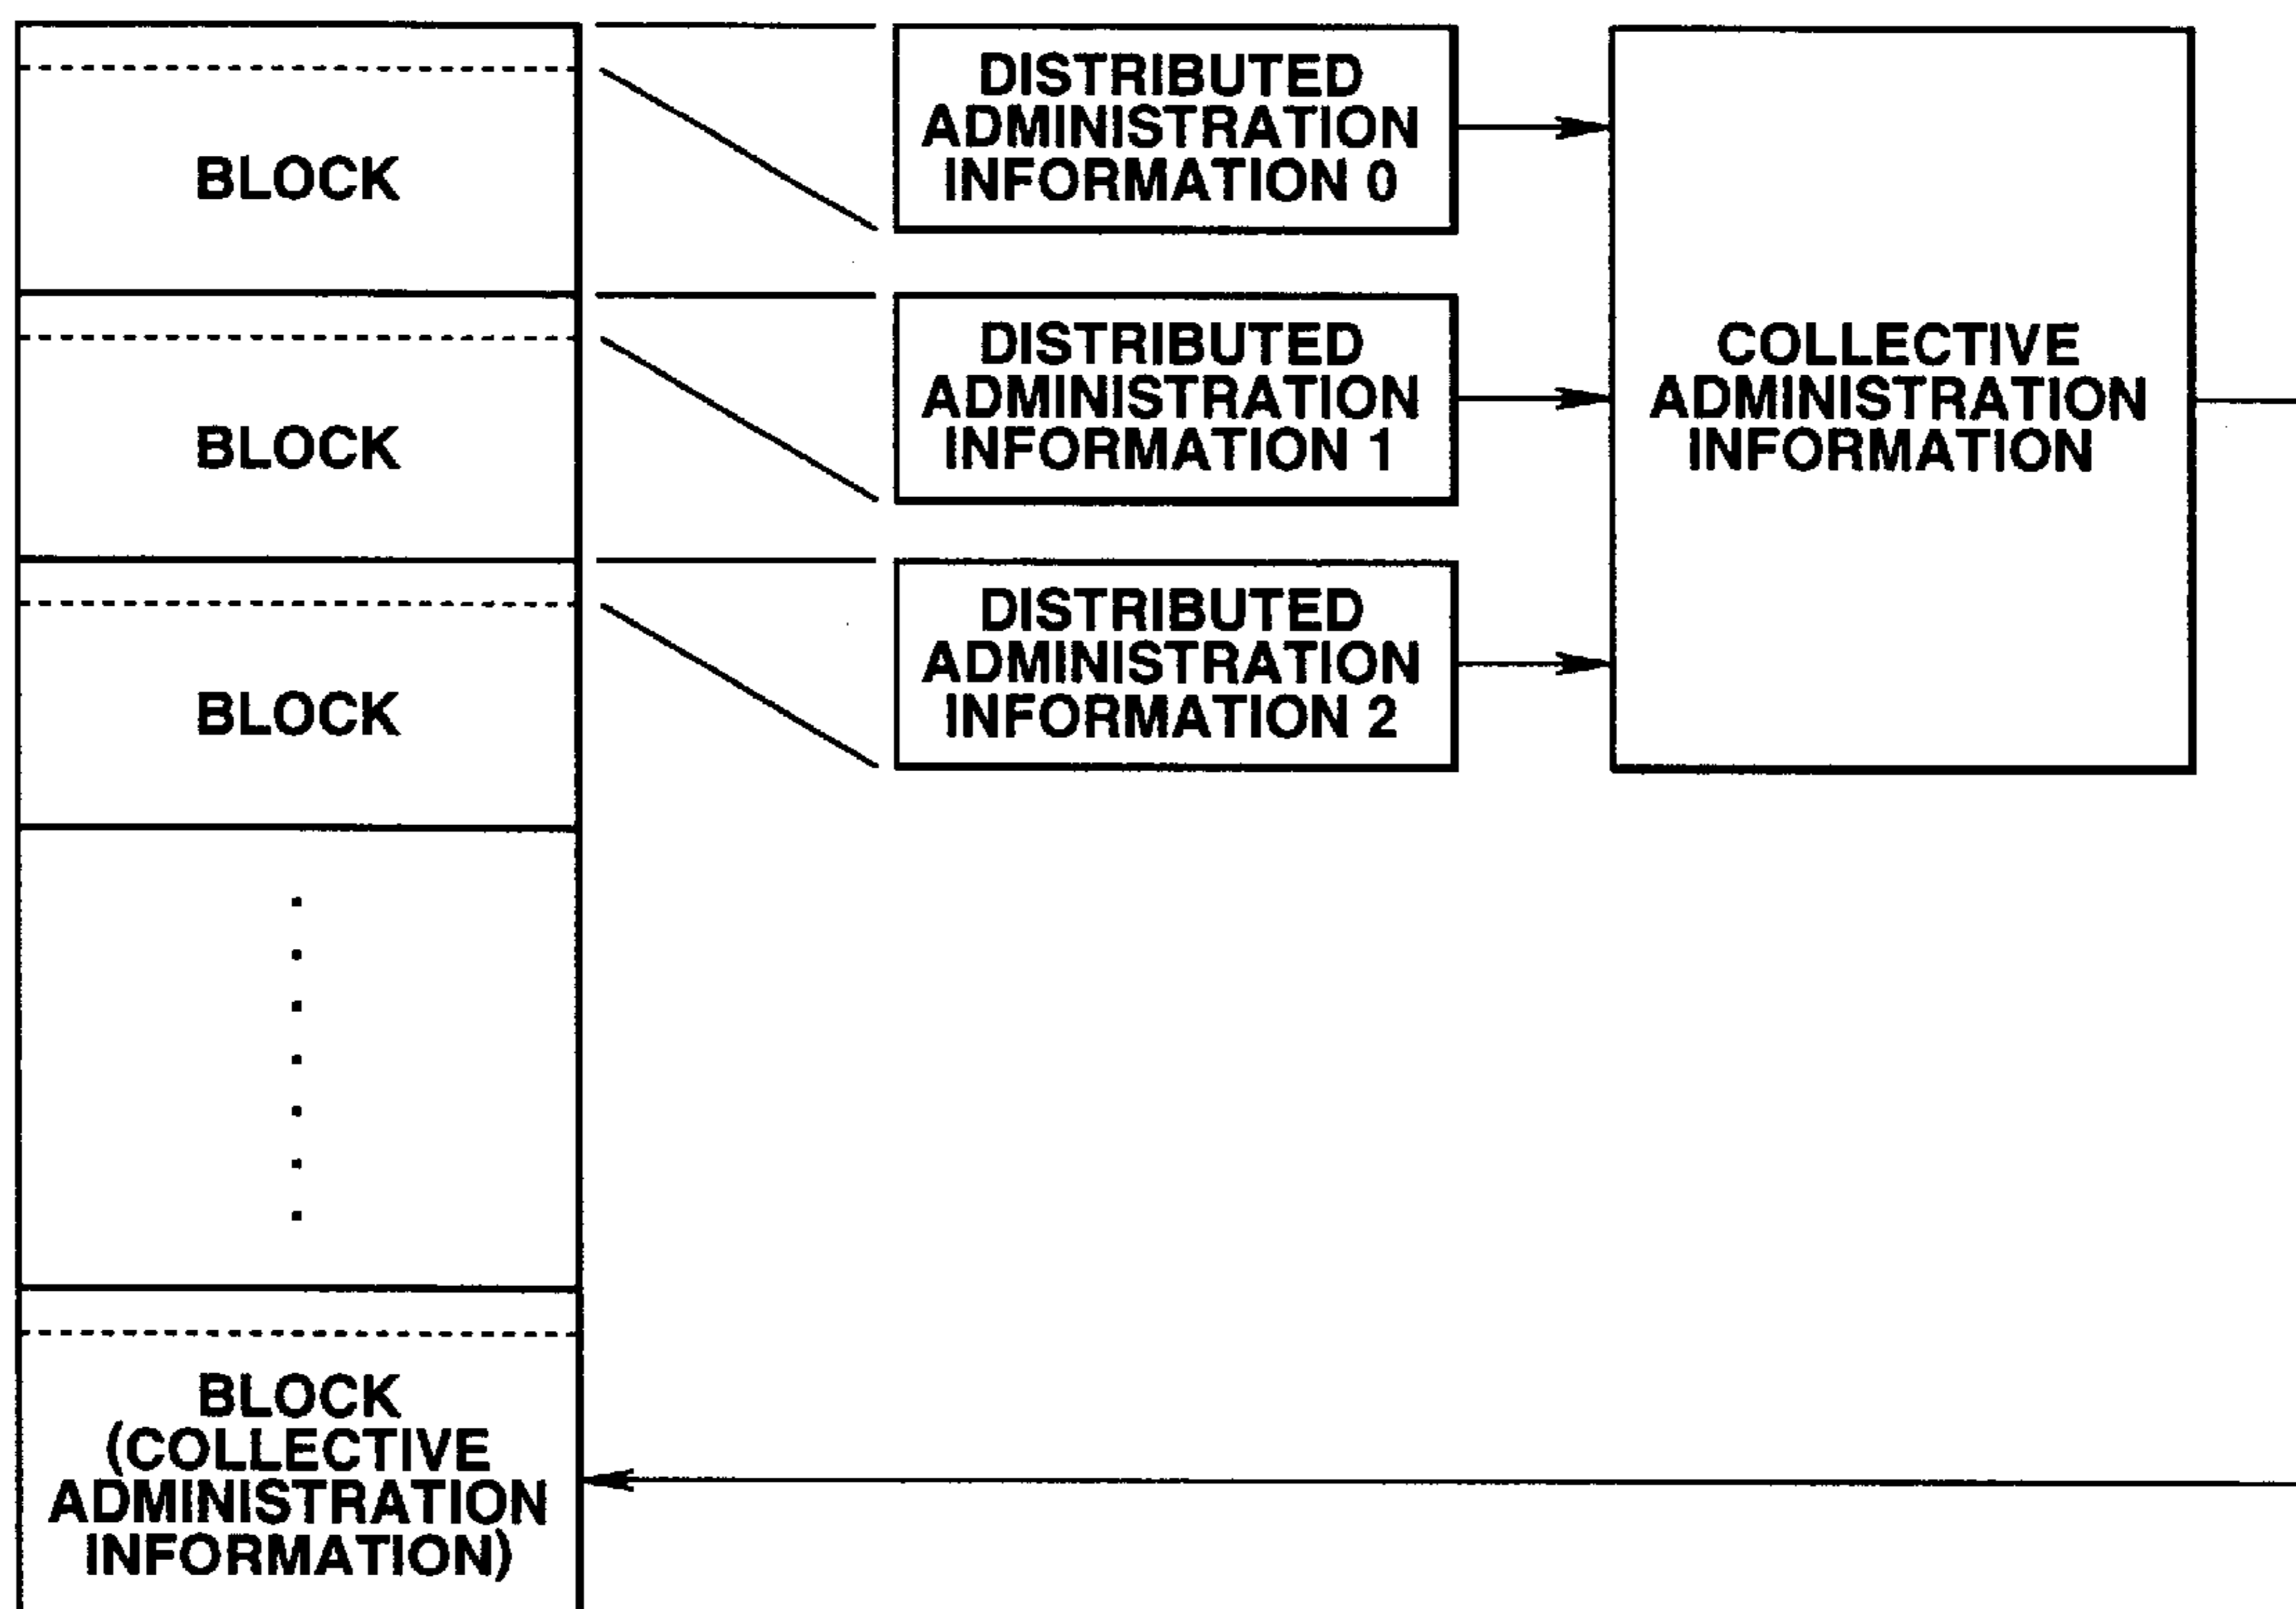 BLOCK
DISTRIBUTED
ADMINISTRATION
INFORMATION 0
BLOCK
DISTRIBUTED
ADMINISTRATION
INFORMATION 1
COLLECTIVE
ADMINISTRATION
INFORMATION
BLOCK
DISTRIBUTED
ADMINISTRATION
INFORMATION 2
BLOCK
(COLLECTIVE
ADMINISTRATION
INFORMATION)